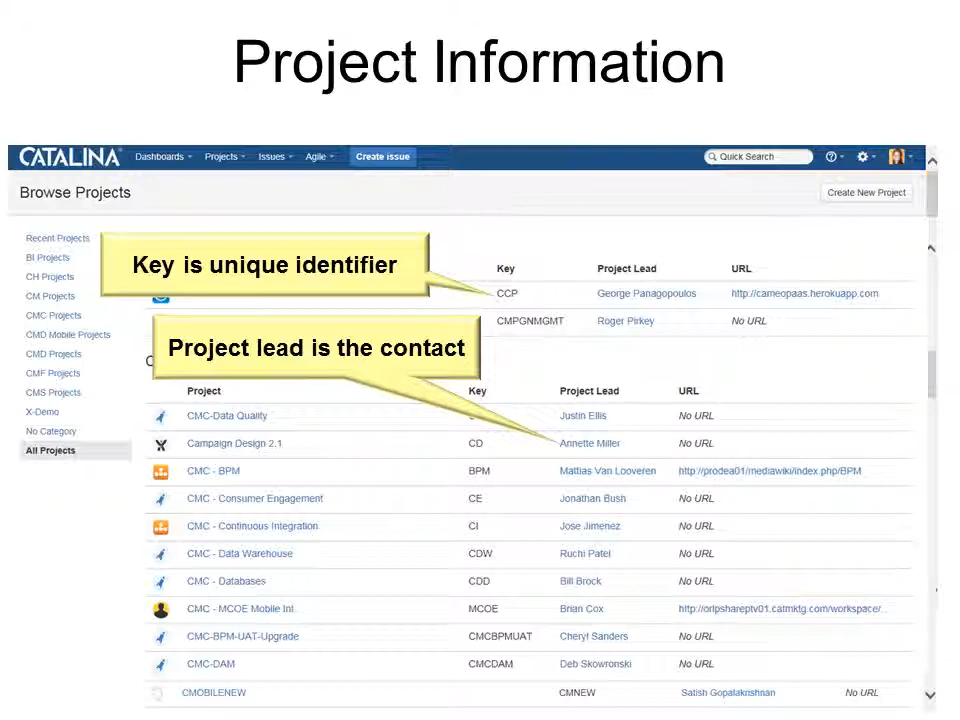 Project Information
CATALINA Dashboards Projects Issues Agile Create issue Quick Search
Browse Projects Create New Project
Recent Projects
BI Projects
CH Projects
CM Projects
CMC Projects
CMD Mobile Projects
CMD Projects
CMF Projects
CMS Projects
X-Demo
No Category
All Projects
Key is unique identifier
Key Project Lead URL
CCP George Panagopoulos http://cameopaas.herokuapp.com
CMPGNMGMT Roger Pirkey No URL
Project lead is the contact
Project Key Project Lead URL
CMC-Data Quality Justin Ellis No URL
Campaign Design 2.1 CD Annette Miller No URL
CMC - BPM BPM Mattias Van Looveren http://prodea01/mediawiki/index.php/BPM
CMC - Consumer Engagement CE Jonathan Bush No URL
CMC - Continuous Integration CI Jose Jimenez No URL
CMC - Data Warehouse CDW Ruchi Patel No URL
CMC - Databases CDD Bill Brock No URL
CMC - MCOE Mobile Int. MCOE Brian Cox http://orlpshareptv01.catmktg.com/workspace/...
CMC-BPM-UAT-Upgrade CMCBPMUAT Cheryl Sanders No URL
CMC-DAM CMCDAM Deb Skowronski No URL
CMOBILENEW CMNEW Satish Gopalakrishnan No URL